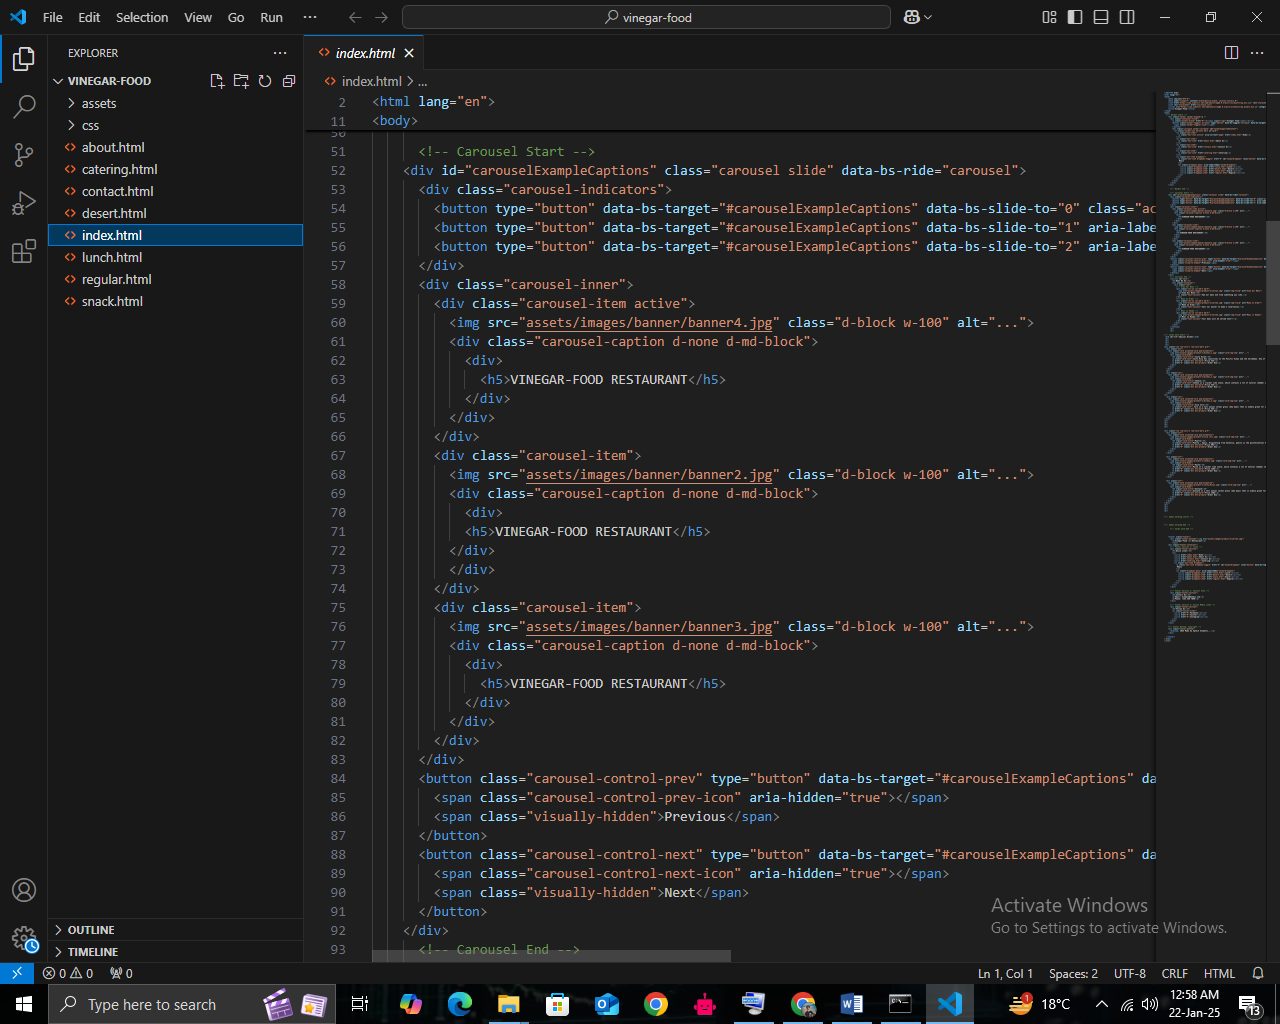 File Edit Selection View Go Run ··· vinegar-food
EXPLORER ···
VINEGAR-FOOD
assets
css
about.html
catering.html
contact.html
desert.html
index.html
lunch.html
regular.html
snack.html
OUTLINE
TIMELINE
index.html
index.html > ...
2 <html lang="en">
11 <body>
50
51 <!-- Carousel Start -->
52 <div id="carouselExampleCaptions" class="carousel slide" data-bs-ride="carousel">
53 <div class="carousel-indicators">
54 <button type="button" data-bs-target="#carouselExampleCaptions" data-bs-slide-to="0" class="ac
55 <button type="button" data-bs-target="#carouselExampleCaptions" data-bs-slide-to="1" aria-labe
56 <button type="button" data-bs-target="#carouselExampleCaptions" data-bs-slide-to="2" aria-labe
57 </div>
58 <div class="carousel-inner">
59 <div class="carousel-item active">
60 <img src="assets/images/banner/banner4.jpg" class="d-block w-100" alt="...">
61 <div class="carousel-caption d-none d-md-block">
62 <div>
63 <h5>VINEGAR-FOOD RESTAURANT</h5>
64 </div>
65 </div>
66 </div>
67 <div class="carousel-item">
68 <img src="assets/images/banner/banner2.jpg" class="d-block w-100" alt="...">
69 <div class="carousel-caption d-none d-md-block">
70 <div>
71 <h5>VINEGAR-FOOD RESTAURANT</h5>
72 </div>
73 </div>
74 </div>
75 <div class="carousel-item">
76 <img src="assets/images/banner/banner3.jpg" class="d-block w-100" alt="...">
77 <div class="carousel-caption d-none d-md-block">
78 <div>
79 <h5>VINEGAR-FOOD RESTAURANT</h5>
80 </div>
81 </div>
82 </div>
83 </div>
84 <button class="carousel-control-prev" type="button" data-bs-target="#carouselExampleCaptions" da
85 <span class="carousel-control-prev-icon" aria-hidden="true"></span>
86 <span class="visually-hidden">Previous</span>
87 </button>
88 <button class="carousel-control-next" type="button" data-bs-target="#carouselExampleCaptions" da
89 <span class="carousel-control-next-icon" aria-hidden="true"></span>
90 <span class="visually-hidden">Next</span>
91 </button>
92 </div>
93 <!-- Carousel End -->
Activate Windows
Go to Settings to activate Windows.
0 0 0 Ln 1, Col 1 Spaces: 2 UTF-8 CRLF HTML
Type here to search 1 18°C 12:58 AM
22-Jan-25 13